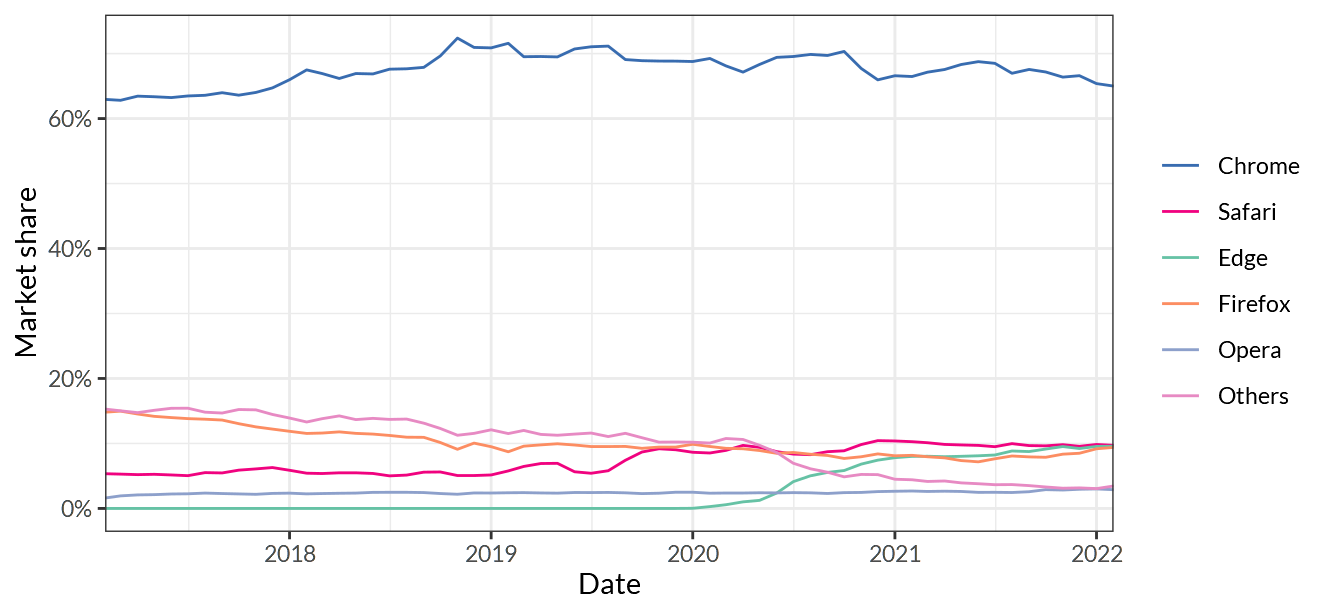 Market share
60%
40%
20%
0%
2018 2019 2020 2021 2022
Date
Chrome
Safari
Edge
Firefox
Opera
Others